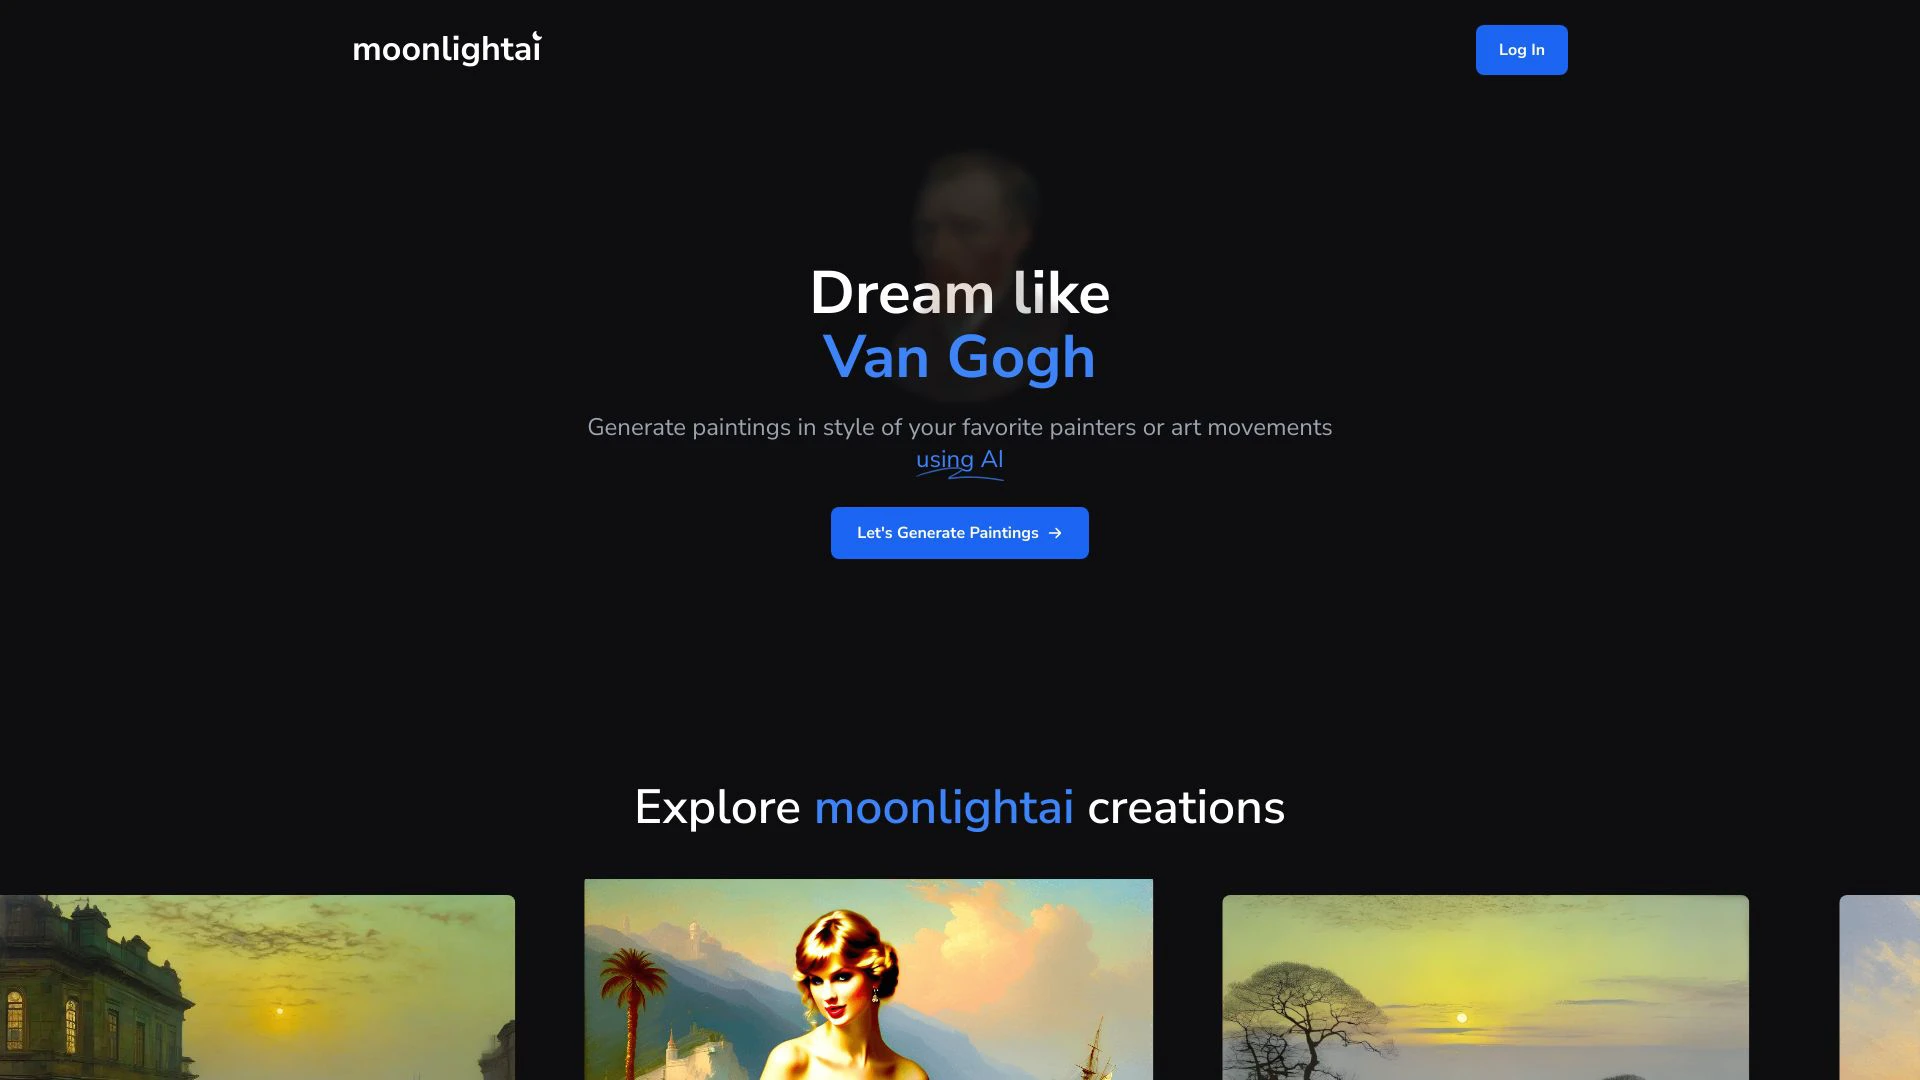 moonlightai
Log In
Dream like
Van Gogh
Generate paintings in style of your favorite painters or art movements
using AI
Let's Generate Paintings →
Explore moonlightai creations